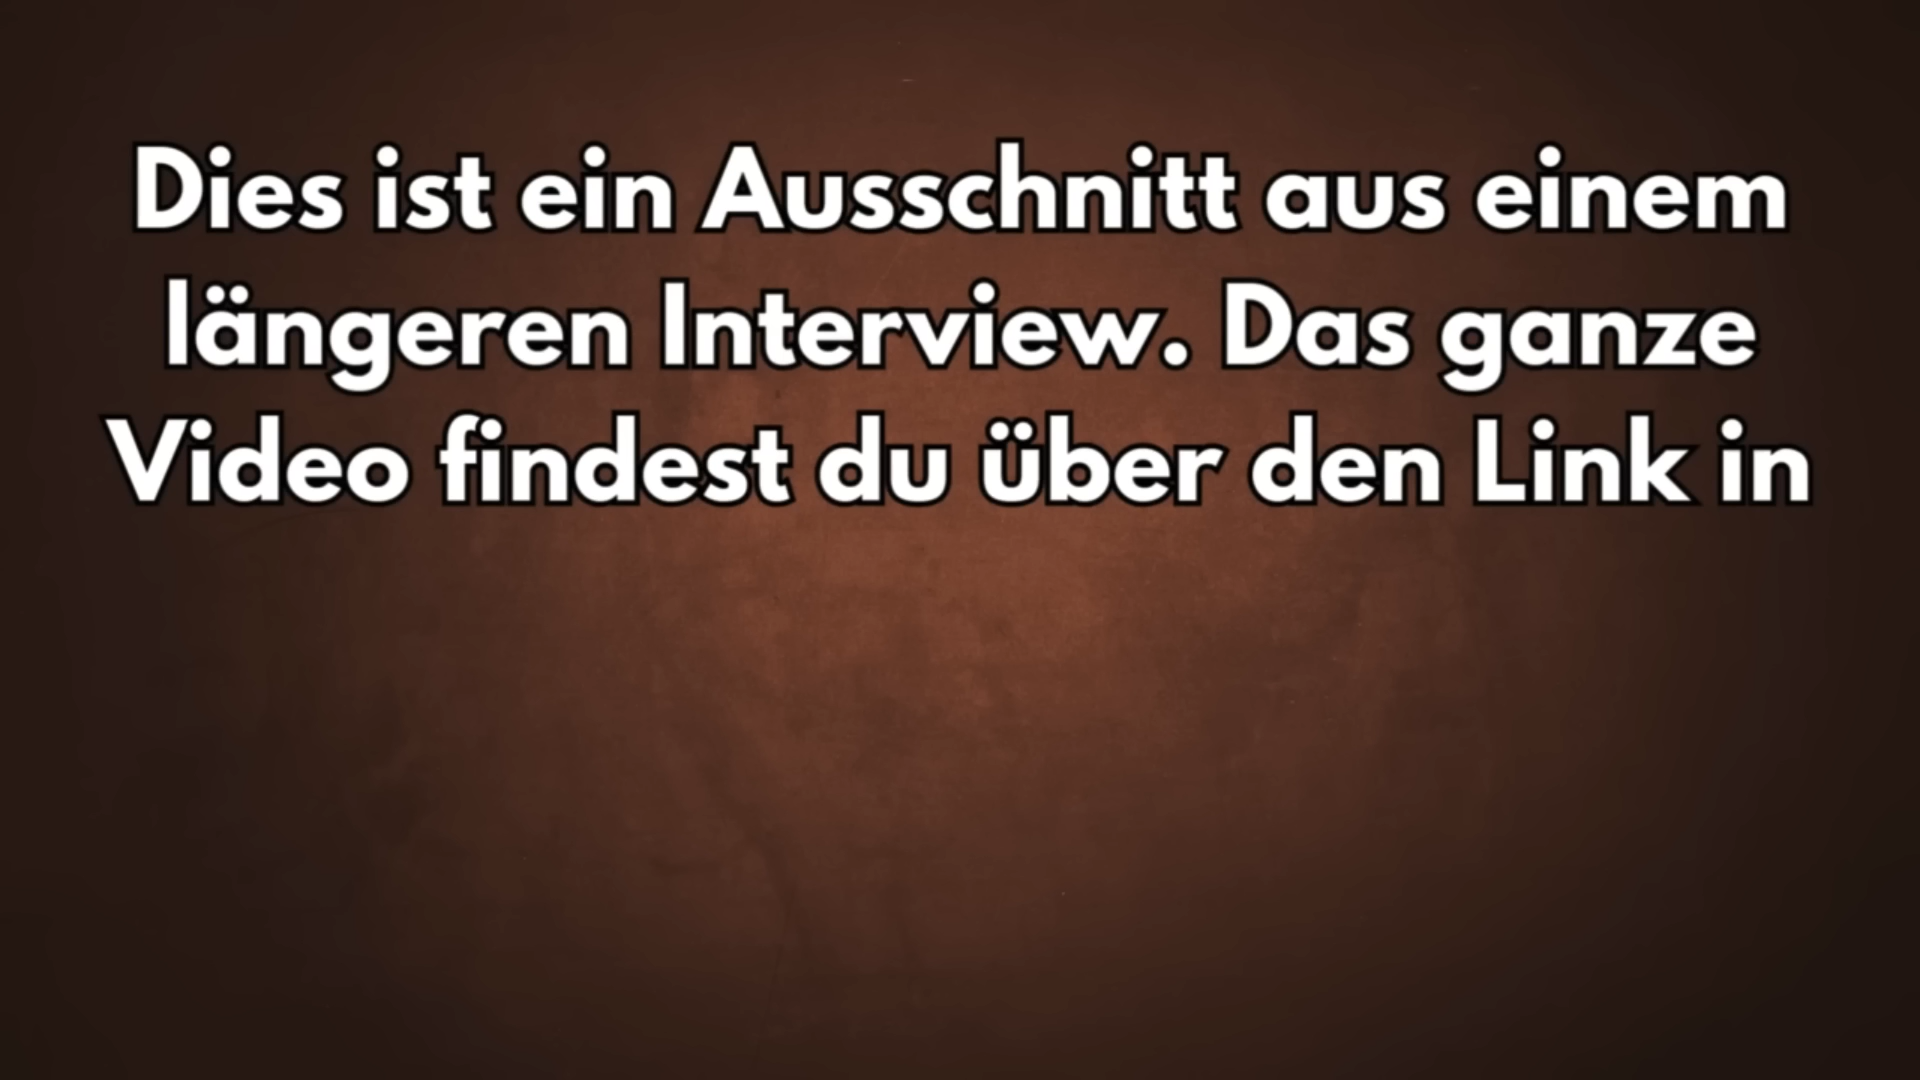 Dies ist ein Ausschnitt aus einem
längeren Interview. Das ganze
Video findest du über den Link in